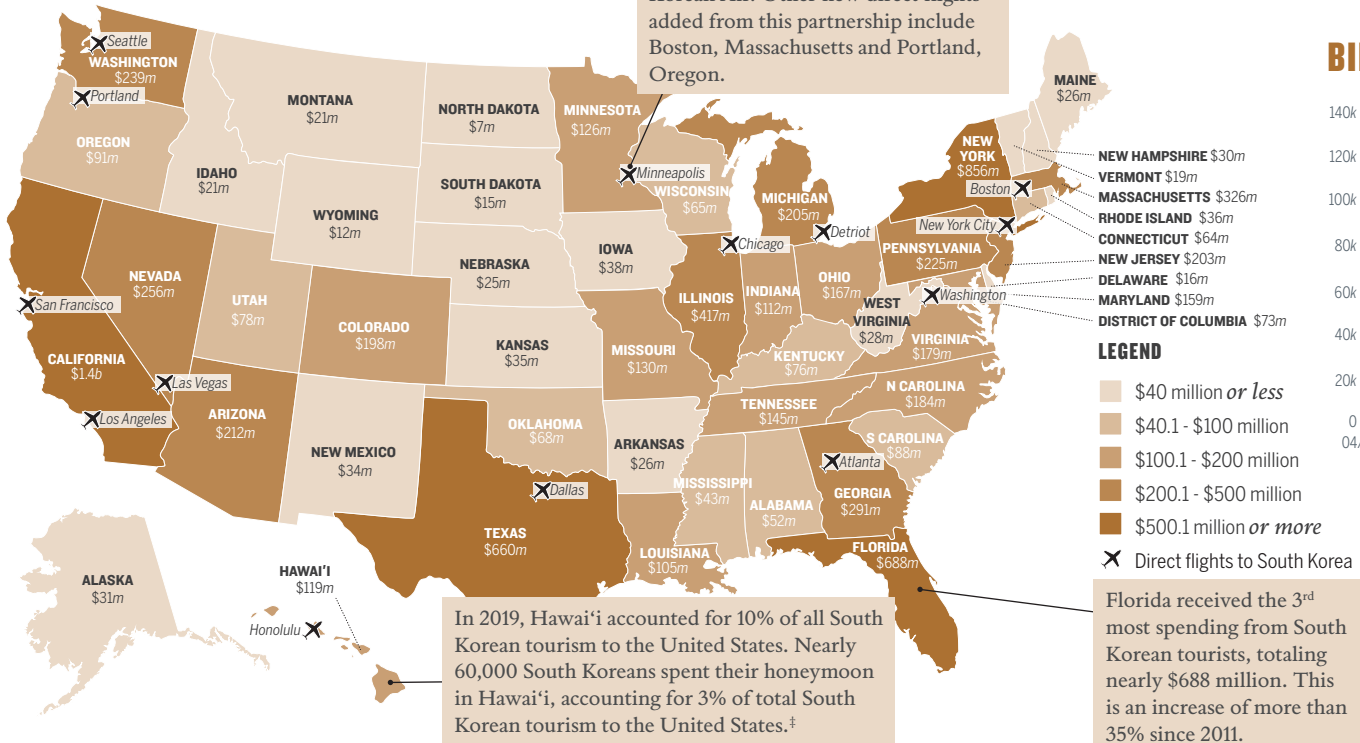 added from this partnership include
Boston, Massachusetts and Portland,
Oregon.
Seattle
WASHINGTON
$239m
Portland
OREGON
$91m
MONTANA
$21m
IDAHO
$21m
WYOMING
$12m
NORTH DAKOTA
$7m
SOUTH DAKOTA
$15m
NEBRASKA
$25m
KANSAS
$35m
MINNESOTA
$126m
Minneapolis
WISCONSIN
$65m
IOWA
$38m
MICHIGAN
$205m
Detriot
Chicago
ILLINOIS
$417m
INDIANA
$112m
OHIO
$167m
NEVADA
$256m
UTAH
$78m
COLORADO
$198m
San Francisco
CALIFORNIA
$1.4b
Las Vegas
Los Angeles
ARIZONA
$212m
NEW MEXICO
$34m
OKLAHOMA
$68m
MISSOURI
$130m
ARKANSAS
$26m
KENTUCKY
$76m
TENNESSEE
$145m
WEST
VIRGINIA
$28m
VIRGINIA
$179m
N CAROLINA
$184m
S CAROLINA
$88m
Atlanta
GEORGIA
$291m
MISSISSIPPI
$43m
ALABAMA
$52m
LOUISIANA
$105m
Dallas
TEXAS
$660m
FLORIDA
$688m
PENNSYLVANIA
$225m
NEW
YORK
$856m
New York City
Boston
Washington
MAINE
$26m
NEW HAMPSHIRE $30m
VERMONT $19m
MASSACHUSETTS $326m
RHODE ISLAND $36m
CONNECTICUT $64m
NEW JERSEY $203m
DELAWARE $16m
MARYLAND $159m
DISTRICT OF COLUMBIA $73m
LEGEND
$40 million or less
$40.1 - $100 million
$100.1 - $200 million
$200.1 - $500 million
$500.1 million or more
Direct flights to South Korea
ALASKA
$31m
HAWAI'I
$119m
Honolulu
In 2019, Hawai‘i accounted for 10% of all South
Korean tourism to the United States. Nearly
60,000 South Koreans spent their honeymoon
in Hawai‘i, accounting for 3% of total South
Korean tourism to the United States.‡
Florida received the 3rd
most spending from South
Korean tourists, totaling
nearly $688 million. This
is an increase of more than
35% since 2011.
140k
120k
100k
80k
60k
40k
20k
0